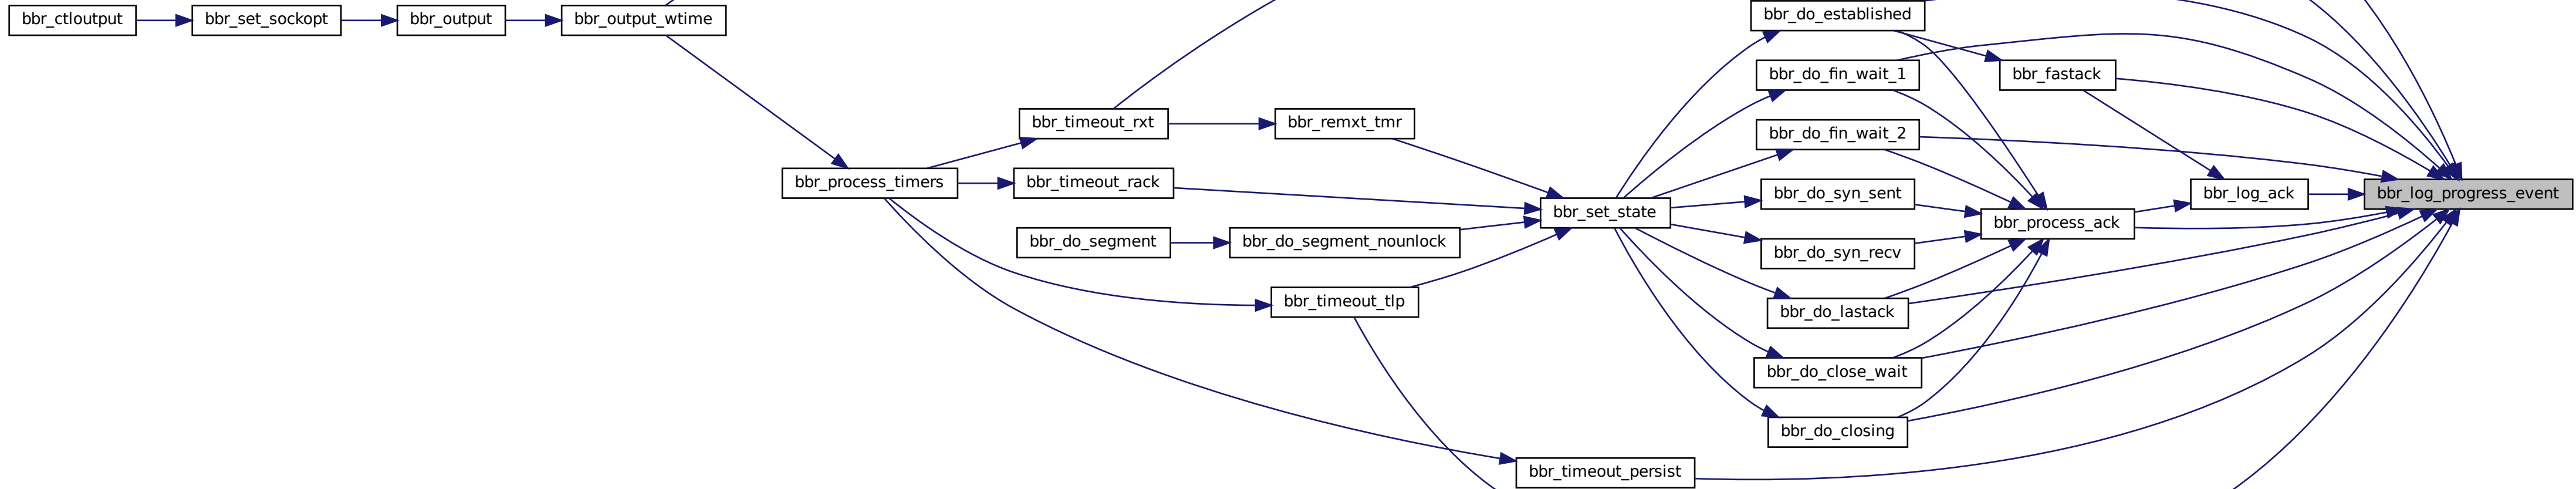 bbr_ctloutput
bbr_set_sockopt
bbr_output
bbr_output_wtime
bbr_process_timers
bbr_timeout_rxt
bbr_timeout_rack
bbr_do_segment
bbr_remxt_tmr
bbr_do_segment_nounlock
bbr_timeout_tlp
bbr_timeout_persist
bbr_set_state
bbr_do_established
bbr_do_fin_wait_1
bbr_do_fin_wait_2
bbr_do_syn_sent
bbr_do_syn_recv
bbr_do_lastack
bbr_do_close_wait
bbr_do_closing
bbr_fastack
bbr_process_ack
bbr_log_ack
bbr_log_progress_event